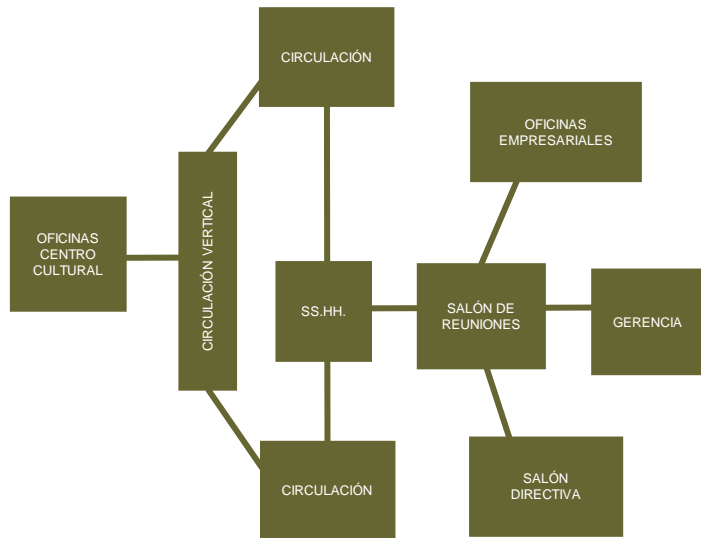 CIRCULACIÓN
OFICINAS
EMPRESARIALES
OFICINAS
CENTRO
CULTURAL
CIRCULACIÓN VERTICAL
SS.HH.
SALÓN DE
REUNIONES
GERENCIA
CIRCULACIÓN
SALÓN
DIRECTIVA